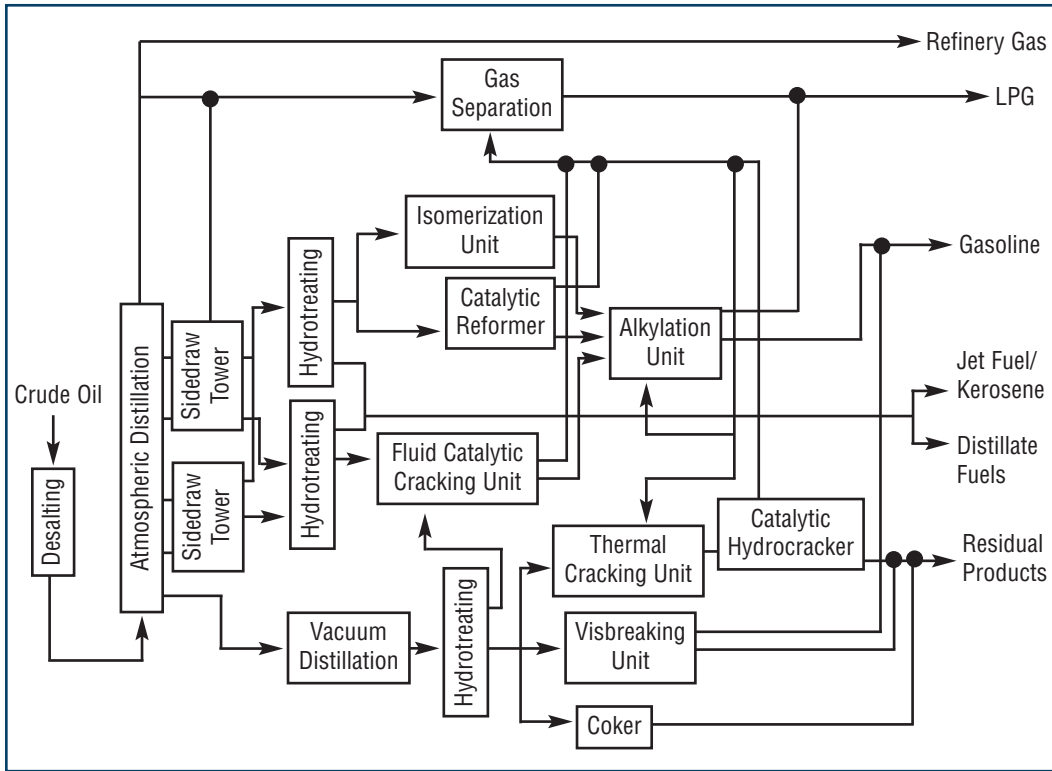 Refinery Gas
Gas
Separation
LPG
Isomerization
Unit
Gasoline
Hydrotreating
Catalytic
Reformer
Alkylation
Unit
Jet Fuel/
Kerosene
Crude Oil
Atmospheric Distillation
Sidedraw
Tower
Hydrotreating
Fluid Catalytic
Cracking Unit
Distillate
Fuels
Desalting
Sidedraw
Tower
Thermal
Cracking Unit
Catalytic
Hydrocracker
Residual
Products
Vacuum
Distillation
Hydrotreating
Visbreaking
Unit
Coker